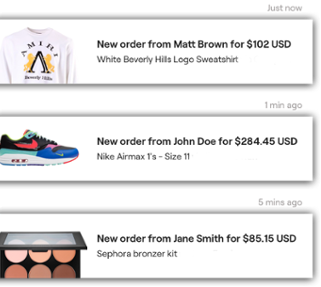 Just now
AMIRI
Beverly Hills
New order from Matt Brown for $102 USD
White Beverly Hills Logo Sweatshirt
1 min ago
New order from John Doe for $284.45 USD
Nike Airmax 1's - Size 11
5 mins ago
New order from Jane Smith for $85.15 USD
Sephora bronzer kit